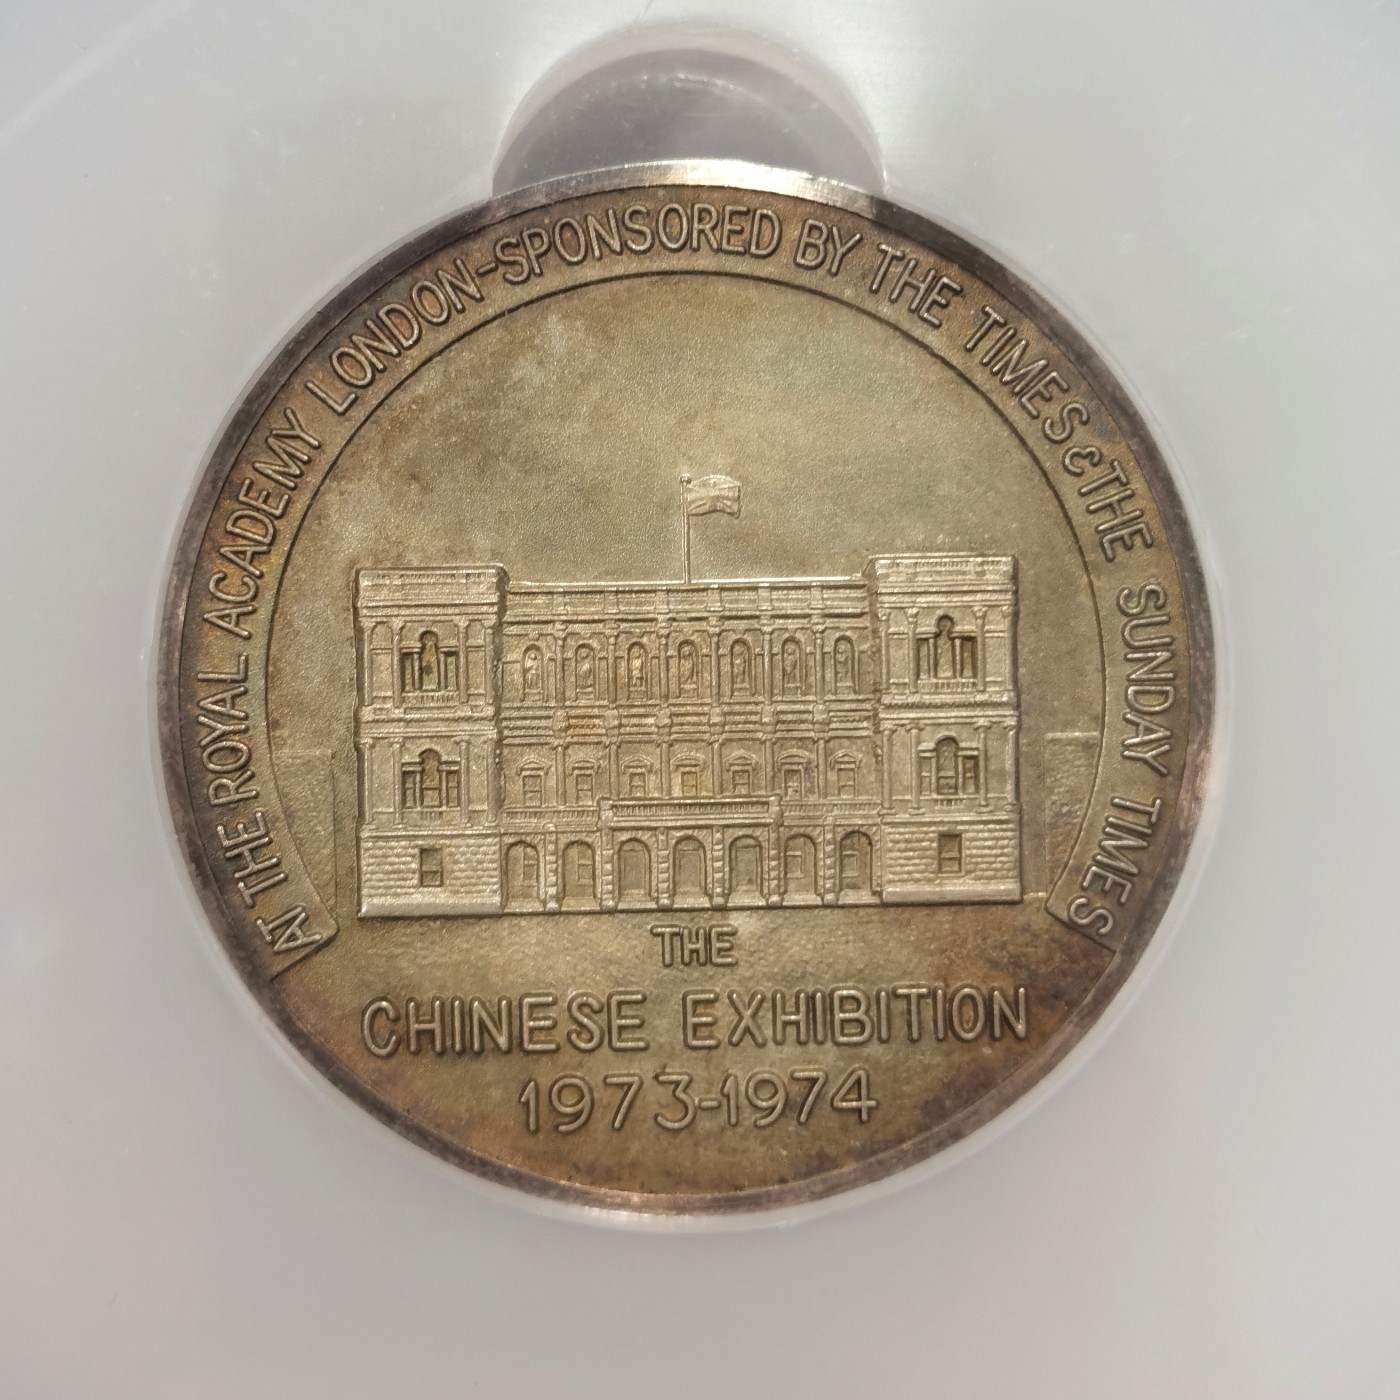 AT THE ROYAL ACADEMY LONDON-SPONSORED BY THE TIMES & THE SUNDAY TIMES
THE
CHINESE EXHIBITION
1973-1974